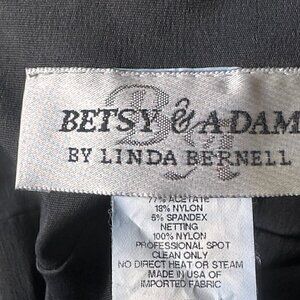 BETSY & ADAM
BY LINDA BERNELL
77% ACETATE
18% NYLON
5% SPANDEX
NETTING
100% NYLON
PROFESSIONAL SPOT
CLEAN ONLY
NO DIRECT HEAT OR STEAM
MADE IN USA OF
IMPORTED FABRIC